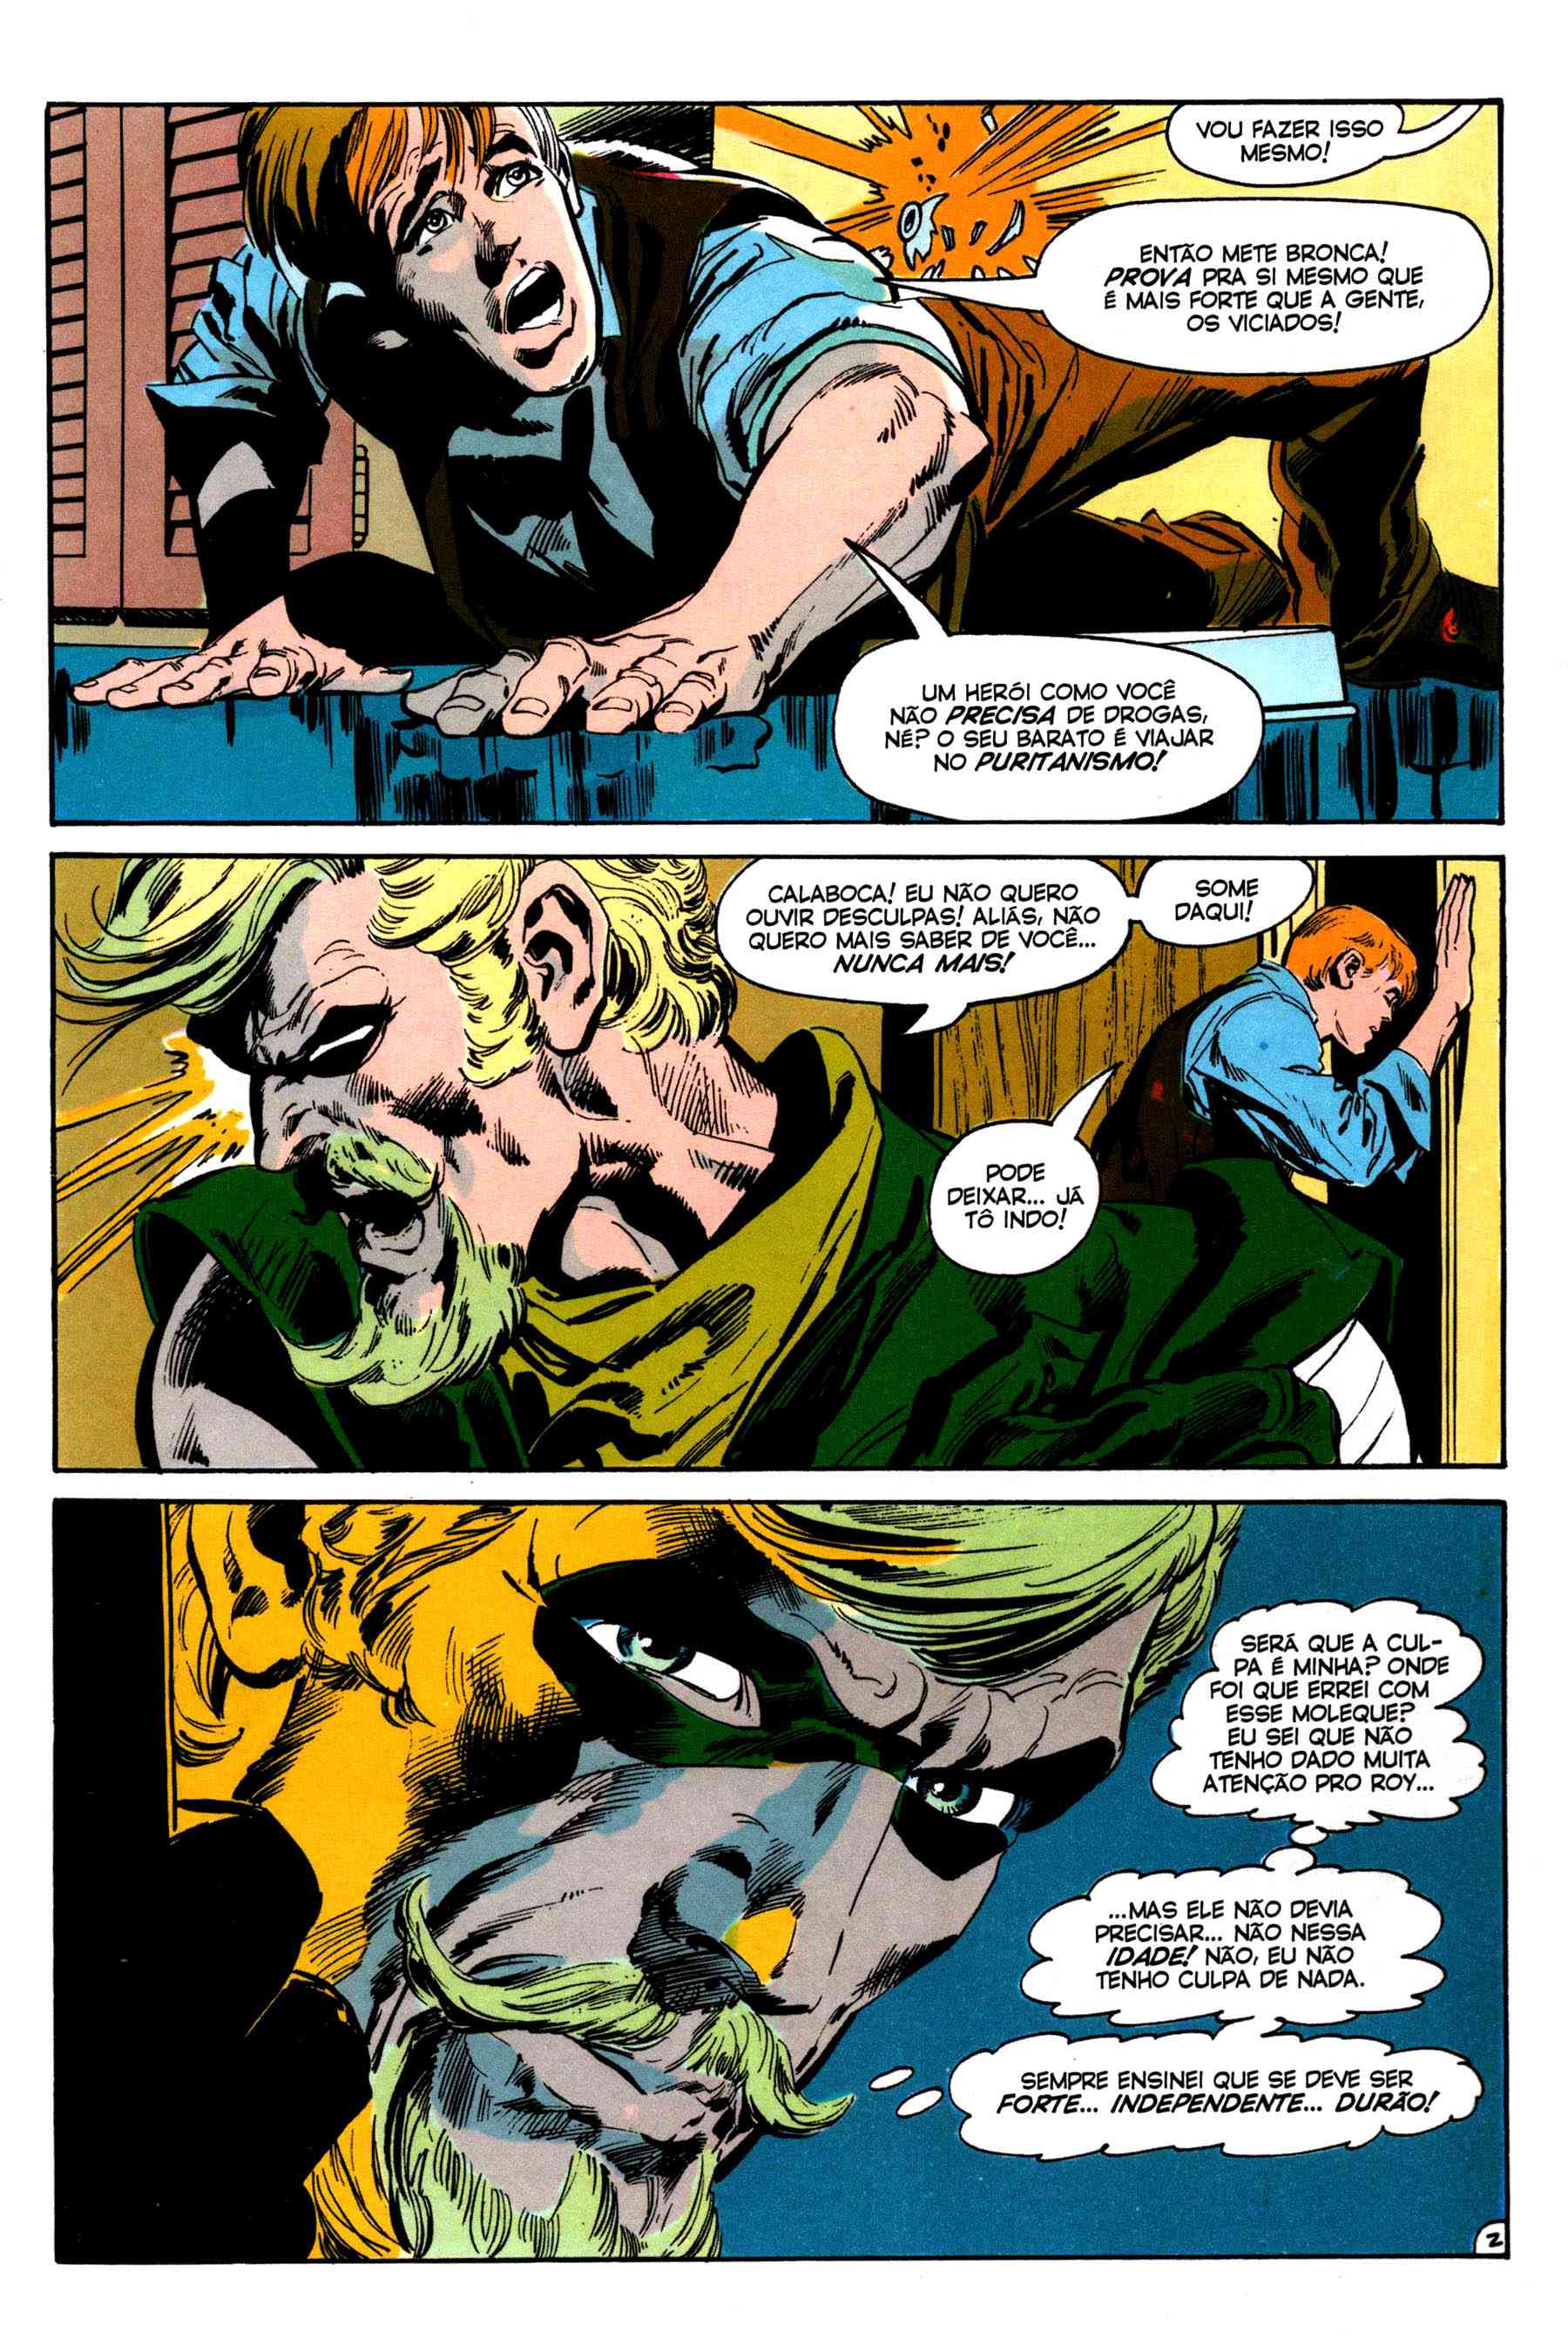 VOU FAZER ISSO
MESMO!
ENTÃO METE BRONCA!
PROVA PRA SI MESMO QUE
É MAIS FORTE QUE A GENTE,
OS VICIADOS!
UM HERÓI COMO VOCÊ
NÃO PRECISA DE DROGAS,
NÉ? O SEU BARATO É VIAJAR
NO PURITANISMO!
CALABOCA! EU NÃO QUERO
OUVIR DESCULPAS! ALIÁS, NÃO
QUERO MAIS SABER DE VOCÊ...
NUNCA MAIS!
SOME
DAQUI!
PODE
DEIXAR... JÁ
TÔ INDO!
SERÁ QUE A CUL-
PA É MINHA? ONDE
FOI QUE ERREI COM
ESSE MOLEQUE?
EU SEI QUE NÃO
TENHO DADO MUITA
ATENÇÃO PRO ROY...
...MAS ELE NÃO DEVIA
PRECISAR... NÃO NESSA
IDADE! NÃO, EU NÃO
TENHO CULPA DE NADA.
SEMPRE ENSINEI QUE SE DEVE SER
FORTE... INDEPENDENTE... DURÃO!
2